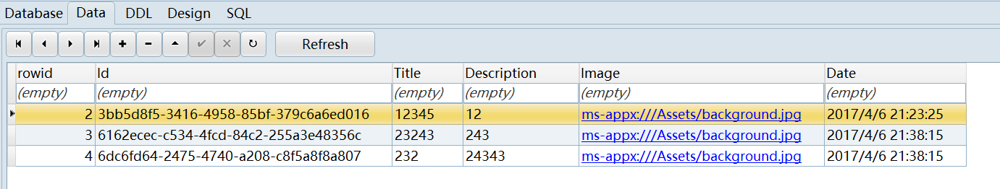 Database Data DDL Design SQL
Refresh
rowid Id Title Description Image Date
(empty) (empty) (empty) (empty) (empty) (empty)
2 3bb5d8f5-3416-4958-85bf-379c6a6ed016 12345 12 ms-appx:///Assets/background.jpg 2017/4/6 21:23:25
3 6162ecec-c534-4fcd-84c2-255a3e48356c 23243 243 ms-appx:///Assets/background.jpg 2017/4/6 21:38:15
4 6dc6fd64-2475-4740-a208-c8f5a8f8a807 232 24343 ms-appx:///Assets/background.jpg 2017/4/6 21:38:15